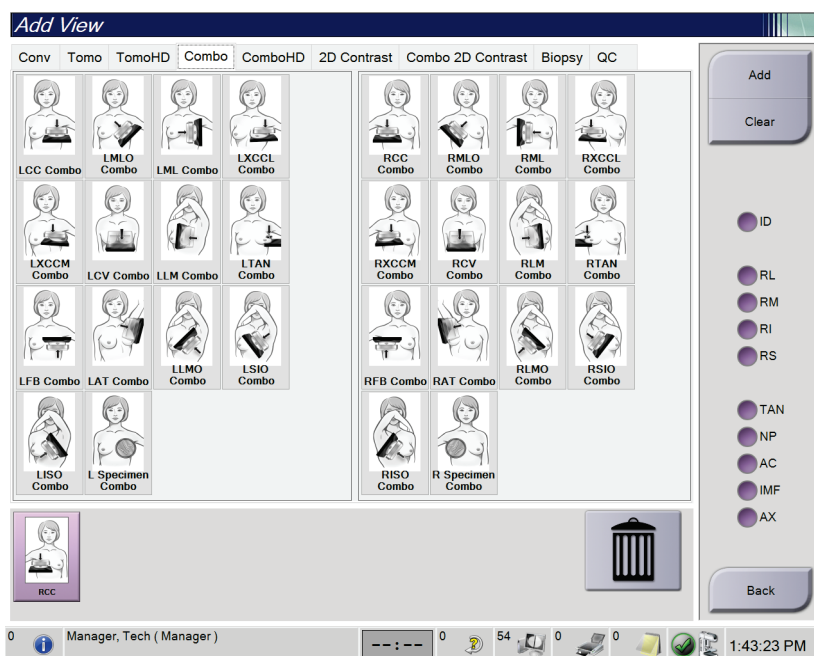 Add View
Conv Tomo TomoHD Combo ComboHD 2D Contrast Combo 2D Contrast Biopsy QC
LCC Combo
LMLO
Combo
LML Combo
LXCCL
Combo
RCC
Combo
RMLO
Combo
RML
Combo
RXCCL
Combo
LXCCM
Combo
LCV Combo
LLM Combo
LTAN
Combo
RXCCM
Combo
RCV
Combo
RLM
Combo
RTAN
Combo
LFB Combo
LAT Combo
LLMO
Combo
LSIO
Combo
RFB Combo
RAT Combo
RLMO
Combo
RSIO
Combo
LISO
Combo
L Specimen
Combo
RISO
Combo
R Specimen
Combo
RCC
Add
Clear
ID
RL
RM
RI
RS
TAN
NP
AC
IMF
AX
Back
0 Manager, Tech ( Manager ) --:-- 0 54 0 0 1:43:23 PM